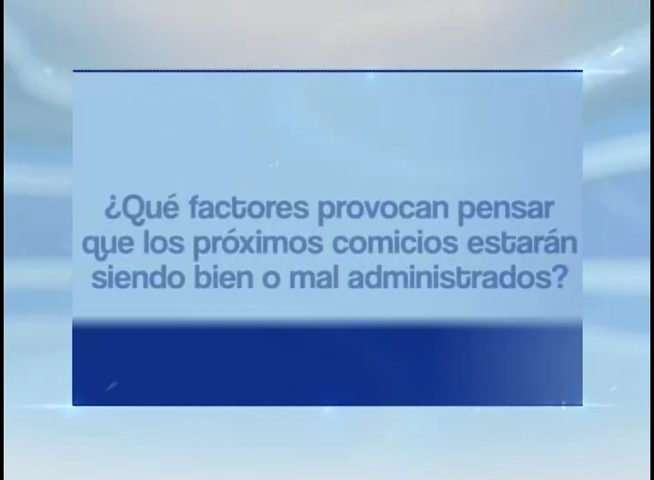 ¿Qué factores provocan pensar
que los próximos comicios estarán
siendo bien o mal administrados?